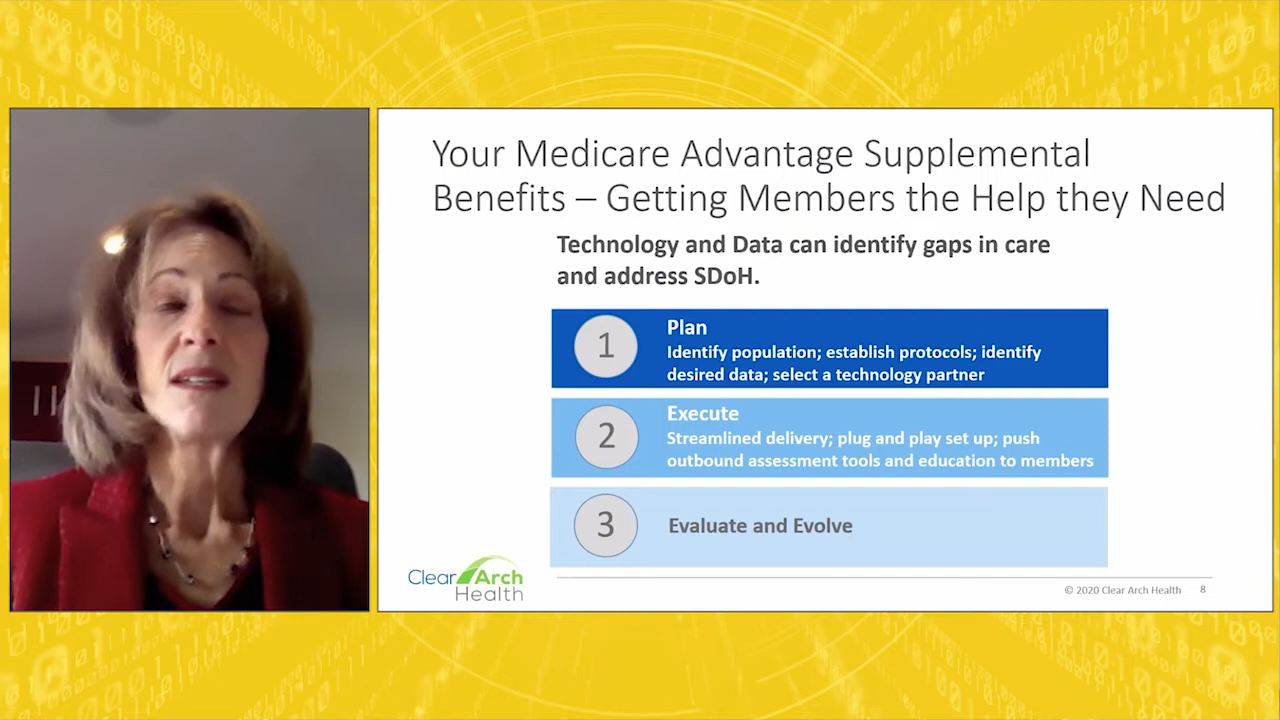 Your Medicare Advantage Supplemental
Benefits – Getting Members the Help they Need
Technology and Data can identify gaps in care
and address SDoH.
1
Plan
Identify population; establish protocols; identify
desired data; select a technology partner
2
Execute
Streamlined delivery; plug and play set up; push
outbound assessment tools and education to members
3
Evaluate and Evolve
Clear Arch
Health
© 2020 Clear Arch Health 8